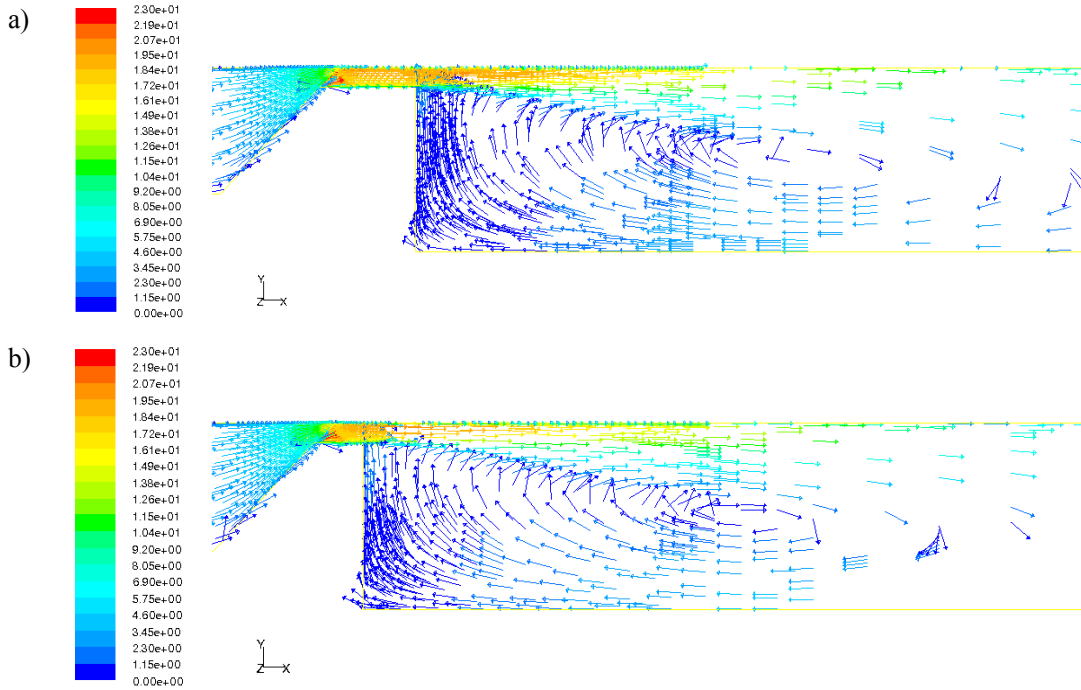 a)
2.30e+01
2.19e+01
2.07e+01
1.95e+01
1.84e+01
1.72e+01
1.61e+01
1.49e+01
1.38e+01
1.26e+01
1.15e+01
1.04e+01
9.20e+00
8.05e+00
6.90e+00
5.75e+00
4.60e+00
3.45e+00
2.30e+00
1.15e+00
0.00e+00
Y
Z X
b)
2.30e+01
2.19e+01
2.07e+01
1.95e+01
1.84e+01
1.72e+01
1.61e+01
1.49e+01
1.38e+01
1.26e+01
1.15e+01
1.04e+01
9.20e+00
8.05e+00
6.90e+00
5.75e+00
4.60e+00
3.45e+00
2.30e+00
1.15e+00
0.00e+00
Y
Z X